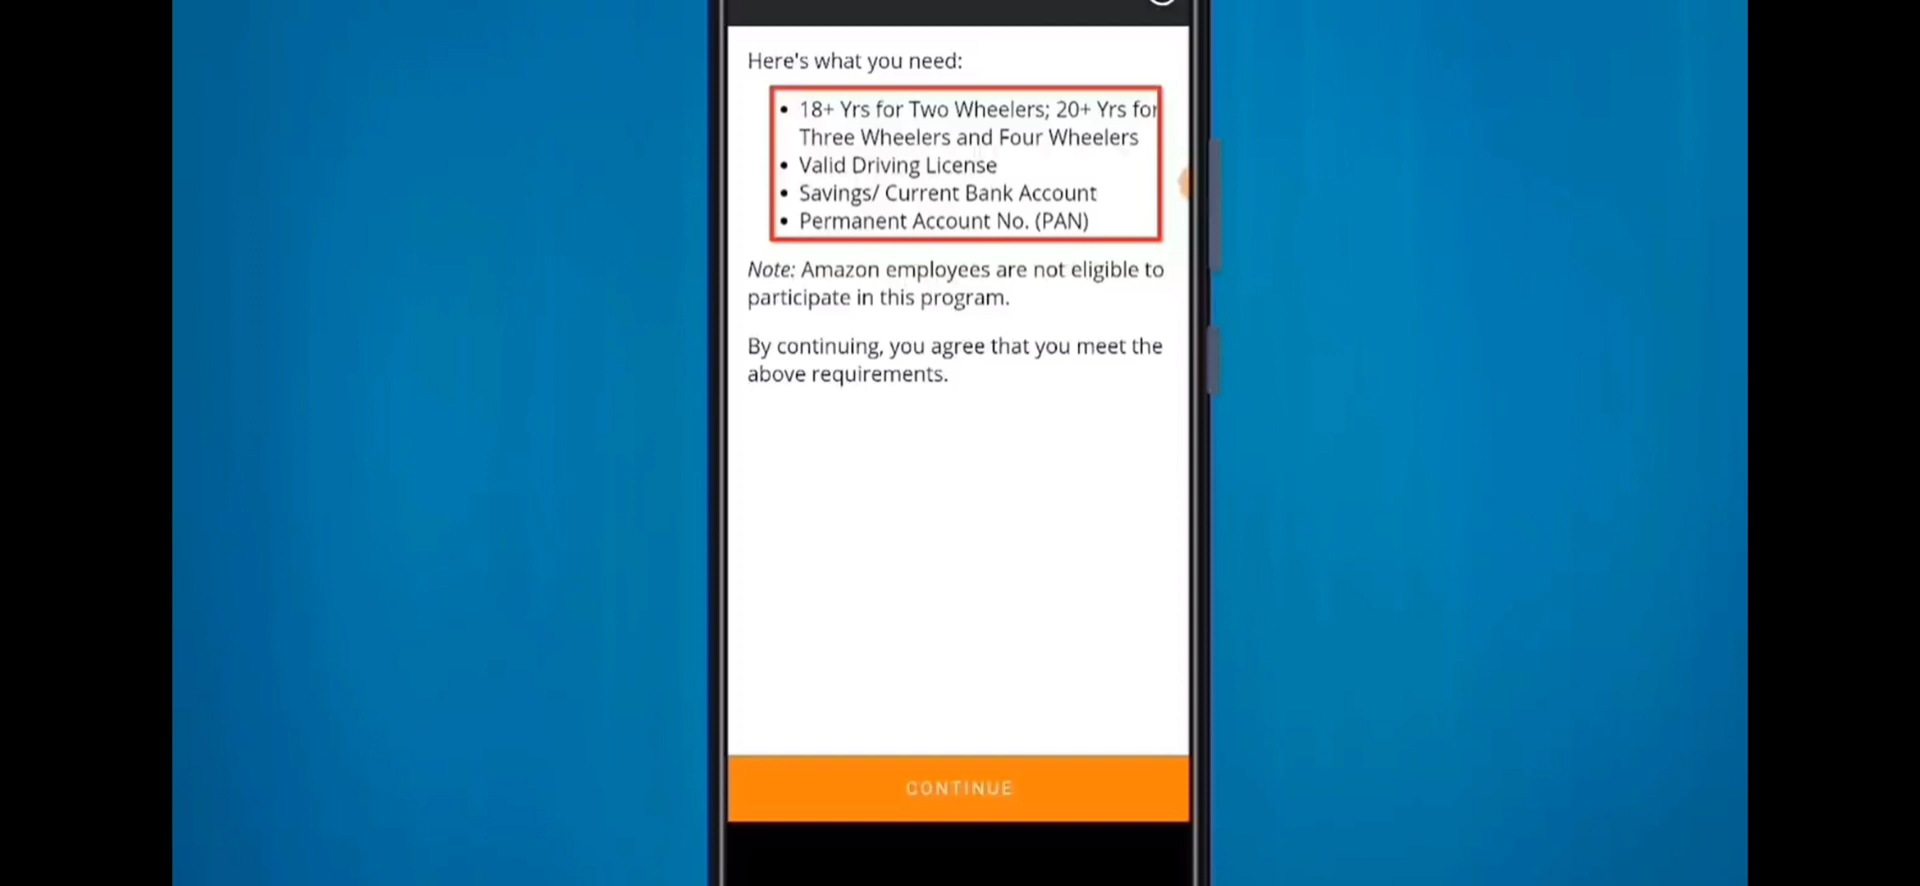 Here's what you need:
• 18+ Yrs for Two Wheelers; 20+ Yrs for
Three Wheelers and Four Wheelers
• Valid Driving License
• Savings/ Current Bank Account
• Permanent Account No. (PAN)
Note: Amazon employees are not eligible to
participate in this program.
By continuing, you agree that you meet the
above requirements.
CONTINUE